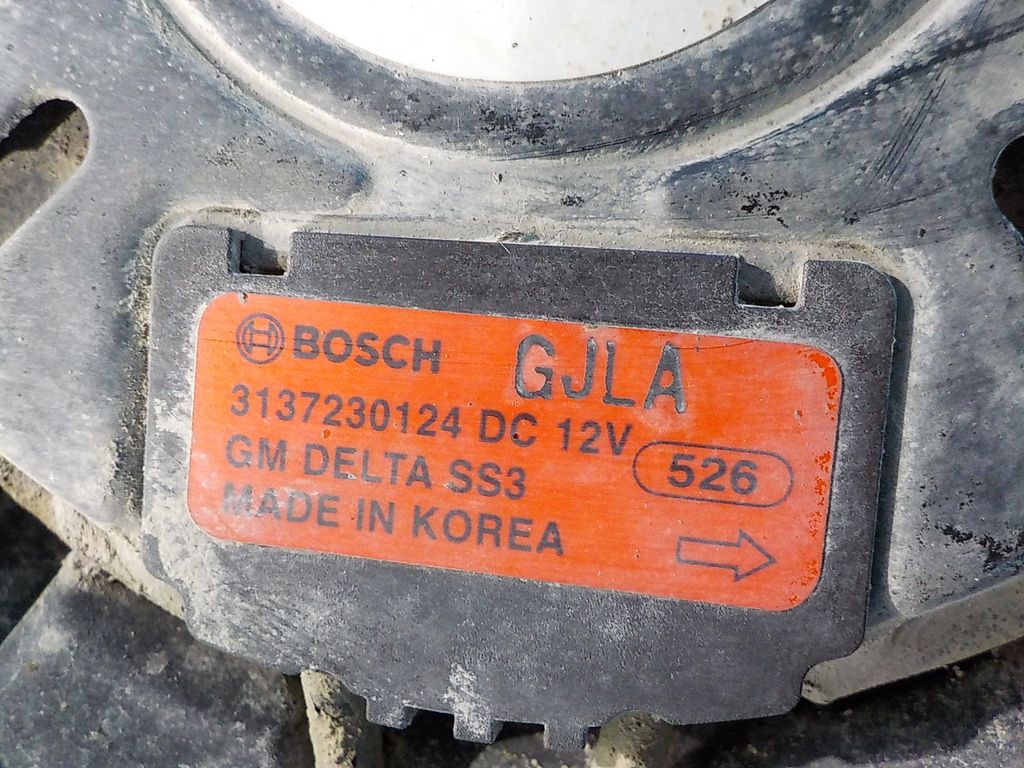 BOSCH GJLA
3137230124 DC 12V
GM DELTA SS3 526
MADE IN KOREA